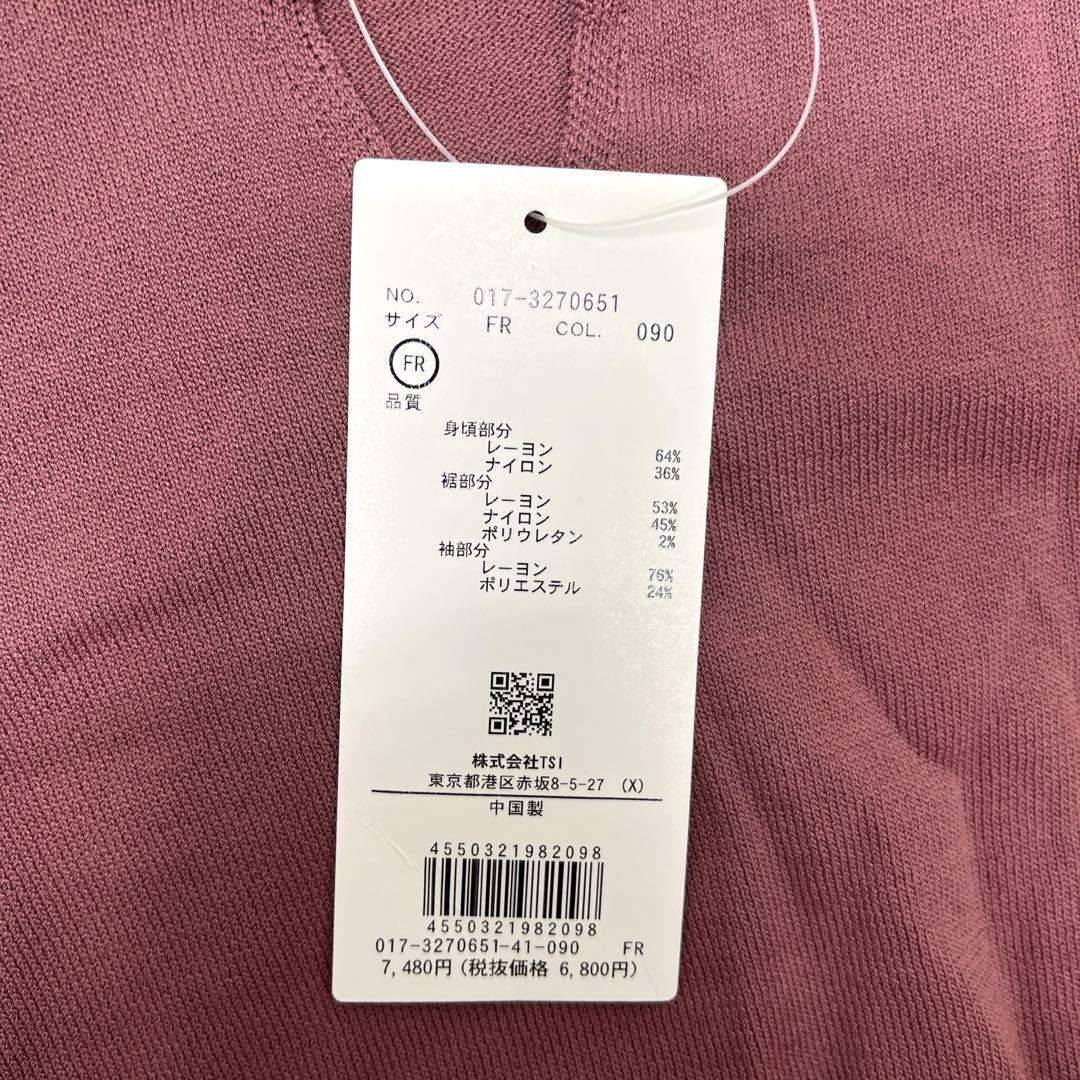 NO. 017-3270651
サイズ FR COL. 090
FR
品質
身頃部分
レーヨン 64%
ナイロン 36%
裾部分
レーヨン 53%
ナイロン 45%
ポリウレタン 2%
袖部分
レーヨン 76%
ポリエステル 24%
株式会社TSI
東京都港区赤坂8-5-27 (X)
中国製
4550321982098
4550321982098
017-3270651-41-090 FR
7,480円(税抜価格 6,800円)